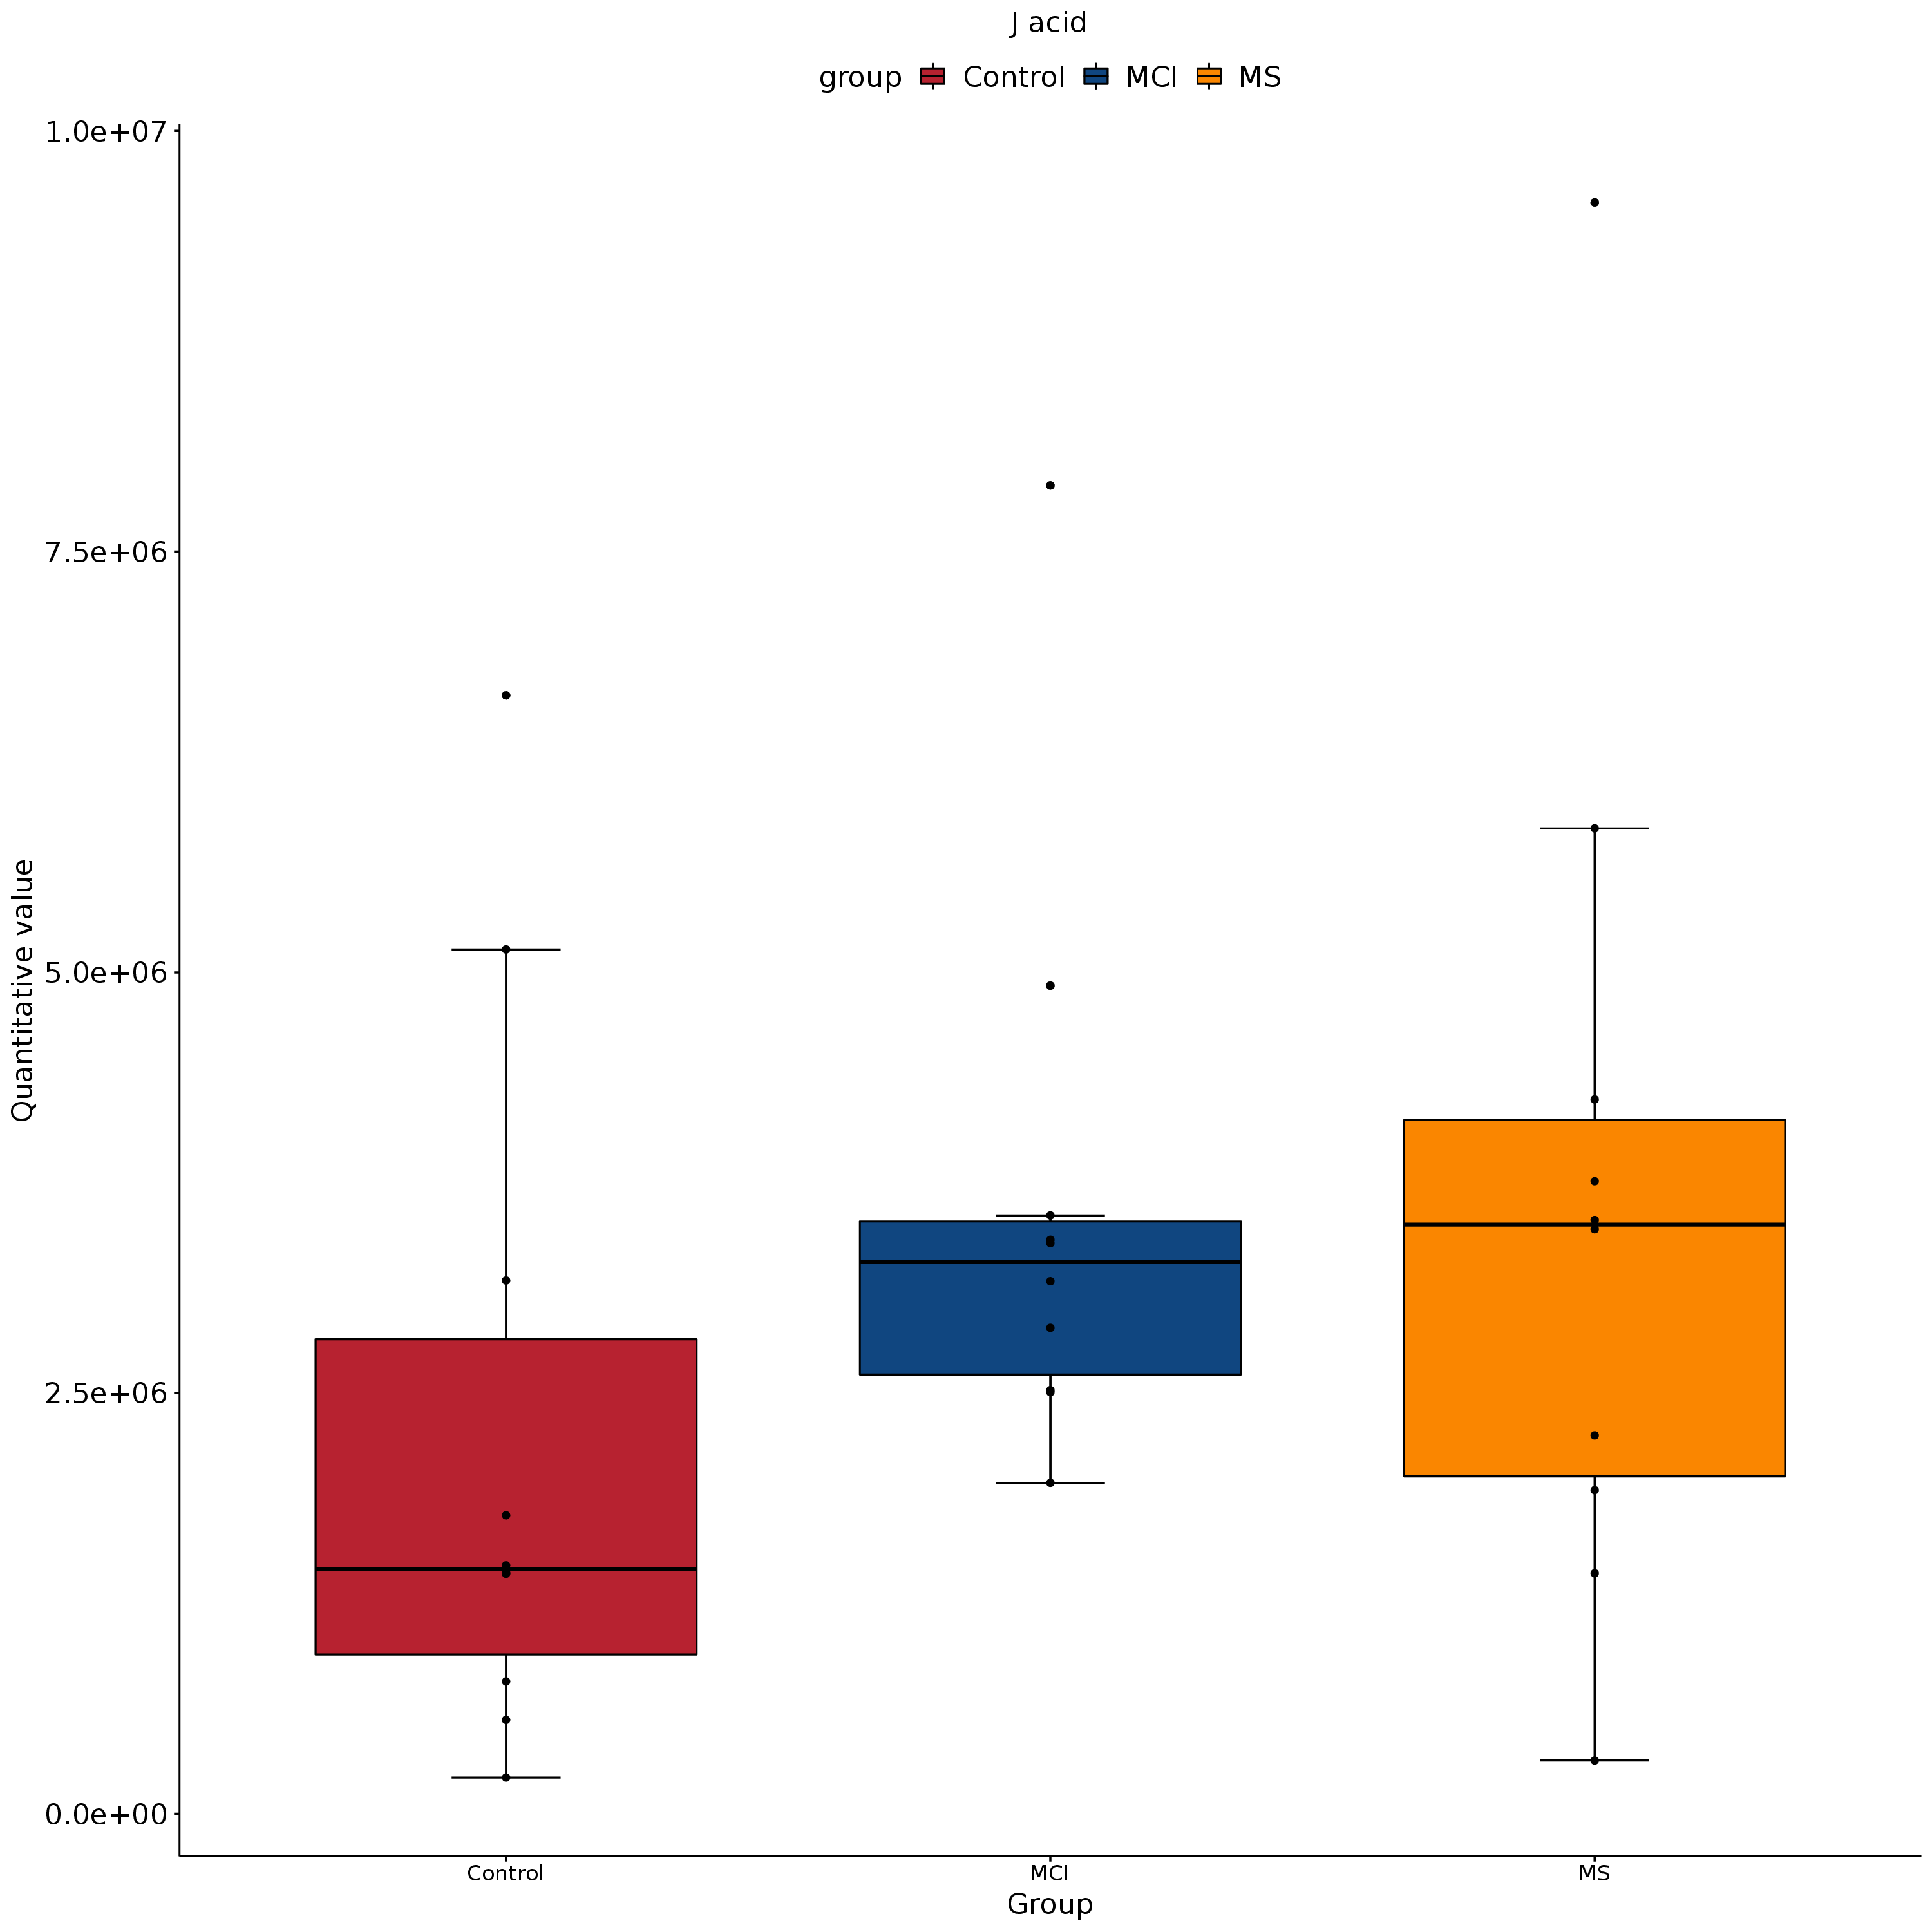 J acid
group Control MCI MS
1.0e+07
7.5e+06
5.0e+06
2.5e+06
0.0e+00
Quantitative value
Control MCI MS
Group